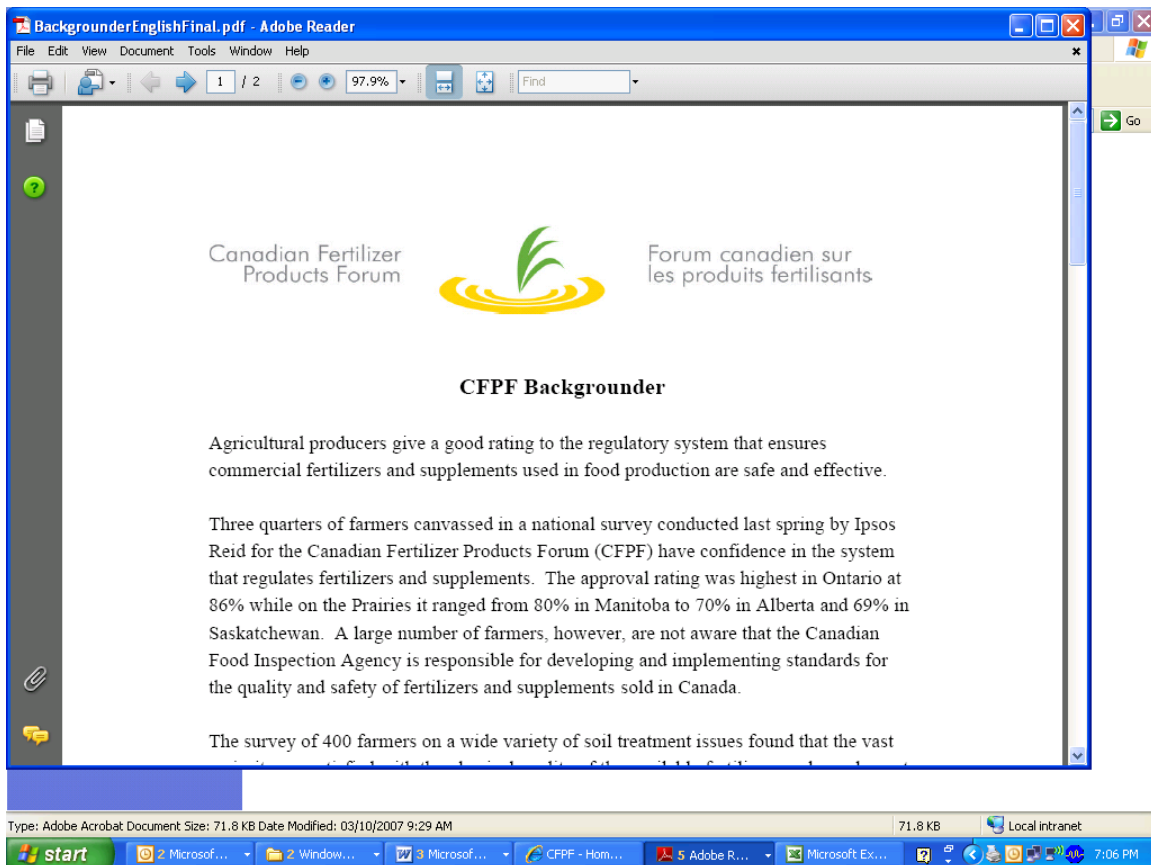 BackgrounderEnglishFinal.pdf - Adobe Reader
File Edit View Document Tools Window Help
1 / 2 97.9% Find
Go
Canadian Fertilizer
Products Forum
Forum canadien sur
les produits fertilisants
CFPF Backgrounder
Agricultural producers give a good rating to the regulatory system that ensures
commercial fertilizers and supplements used in food production are safe and effective.
Three quarters of farmers canvassed in a national survey conducted last spring by Ipsos
Reid for the Canadian Fertilizer Products Forum (CFPF) have confidence in the system
that regulates fertilizers and supplements. The approval rating was highest in Ontario at
86% while on the Prairies it ranged from 80% in Manitoba to 70% in Alberta and 69% in
Saskatchewan. A large number of farmers, however, are not aware that the Canadian
Food Inspection Agency is responsible for developing and implementing standards for
the quality and safety of fertilizers and supplements sold in Canada.
The survey of 400 farmers on a wide variety of soil treatment issues found that the vast
Type: Adobe Acrobat Document Size: 71.8 KB Date Modified: 03/10/2007 9:29 AM 71.8 KB Local intranet
start 2 Microsof... 2 Window... 3 Microsof... CFPF - Hom... 5 Adobe R... Microsoft Ex... 7:06 PM